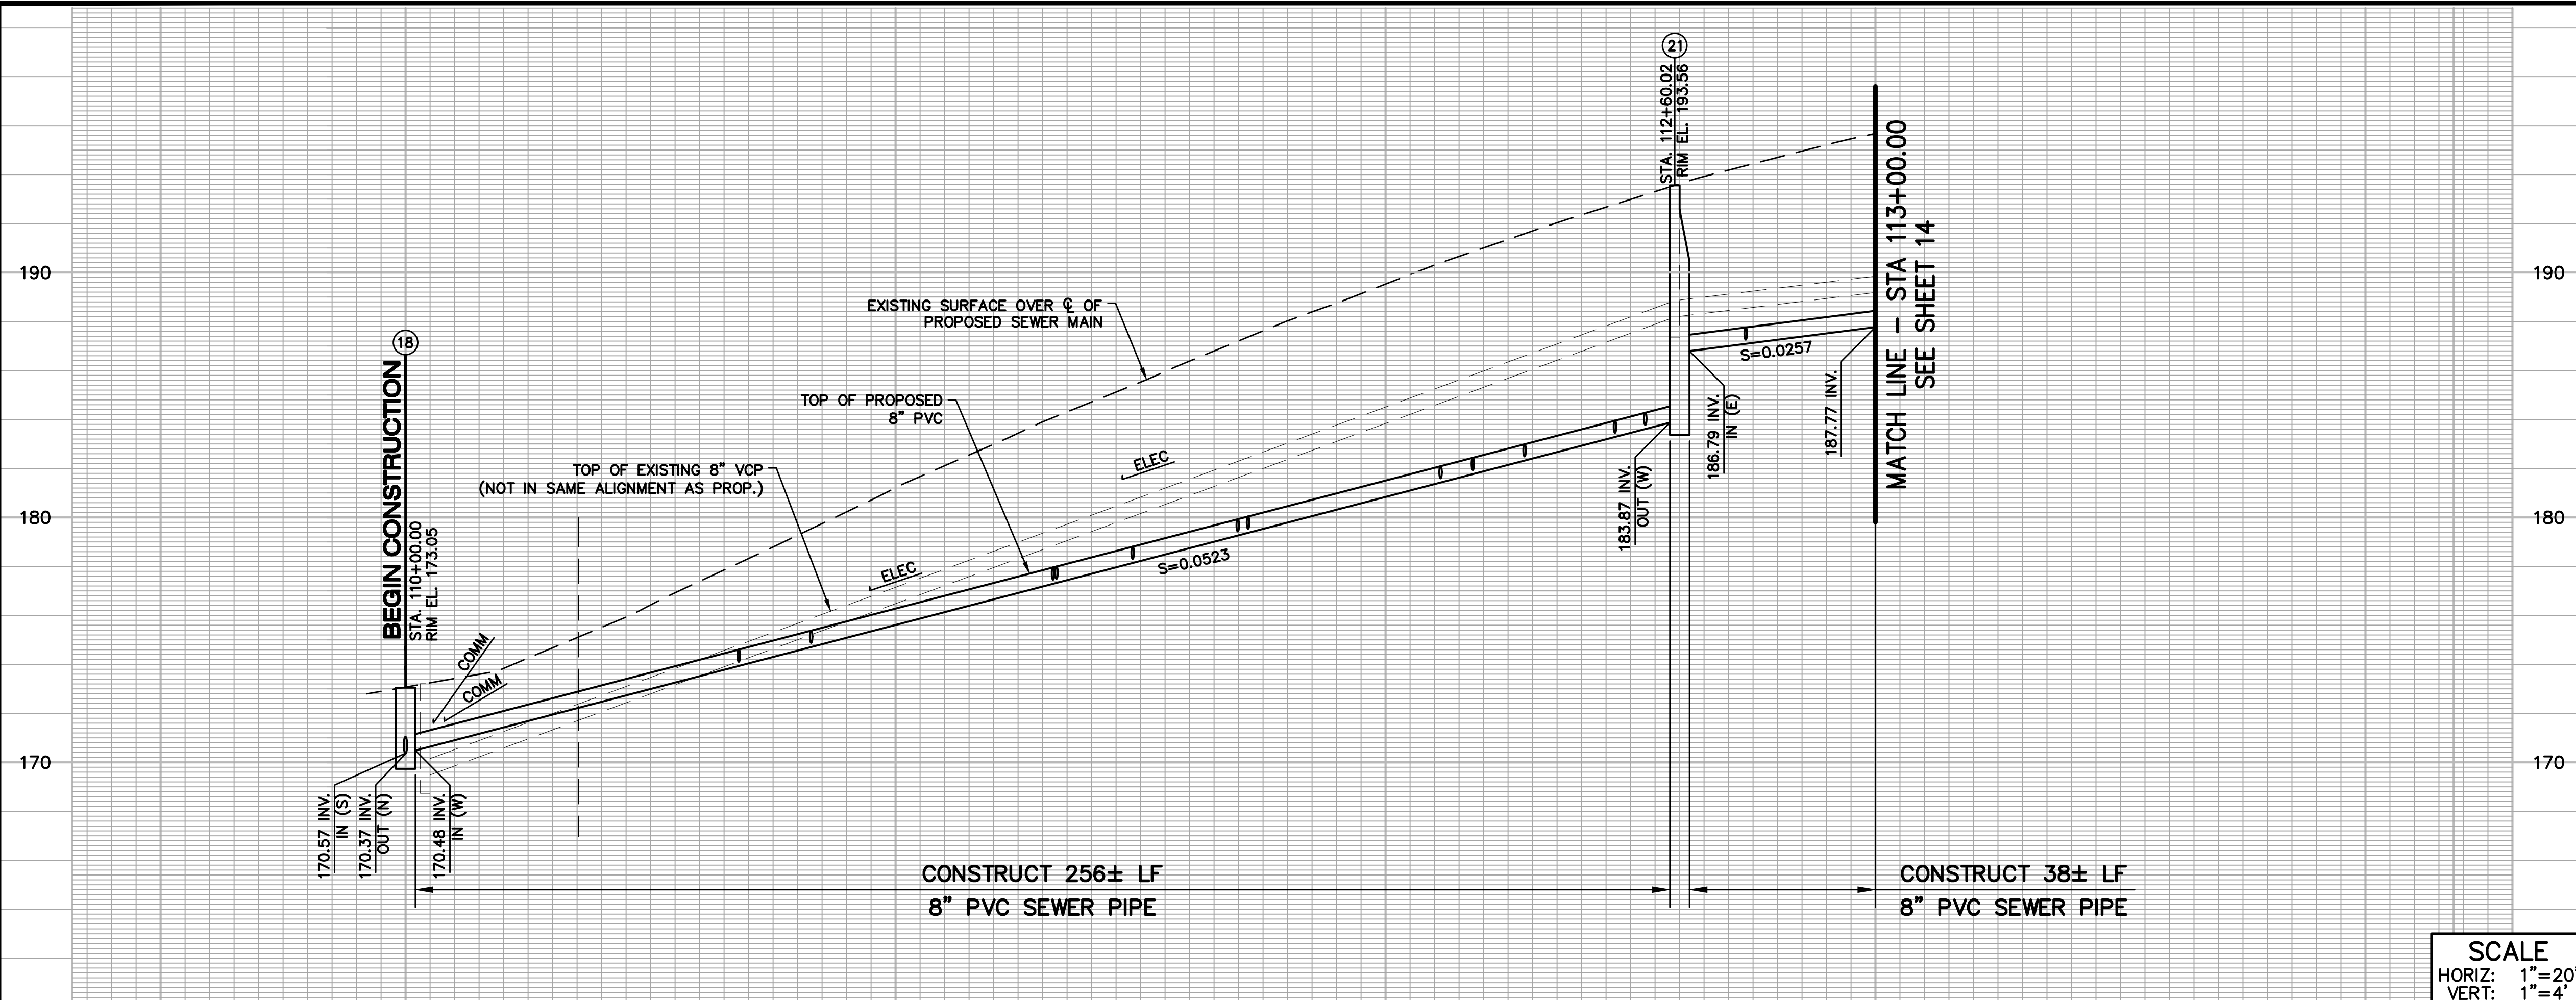 21
STA. 112+60.02
RIM EL. 193.56
190
EXISTING SURFACE OVER ℄ OF
PROPOSED SEWER MAIN
MATCH LINE - STA 113+00.00
SEE SHEET 14
190
18
BEGIN CONSTRUCTION
STA. 110+00.00
RIM EL. 173.05
TOP OF PROPOSED
8" PVC
S=0.0257
186.79 INV.
IN (E)
187.77 INV.
TOP OF EXISTING 8" VCP
(NOT IN SAME ALIGNMENT AS PROP.)
ELEC
183.87 INV.
OUT (W)
180
180
ELEC
S=0.0523
COMM
COMM
170
170
170.57 INV.
IN (S)
170.37 INV.
OUT (N)
170.48 INV.
IN (W)
CONSTRUCT 256± LF
8" PVC SEWER PIPE
CONSTRUCT 38± LF
8" PVC SEWER PIPE
SCALE
HORIZ: 1"=20'
VERT: 1"=4'